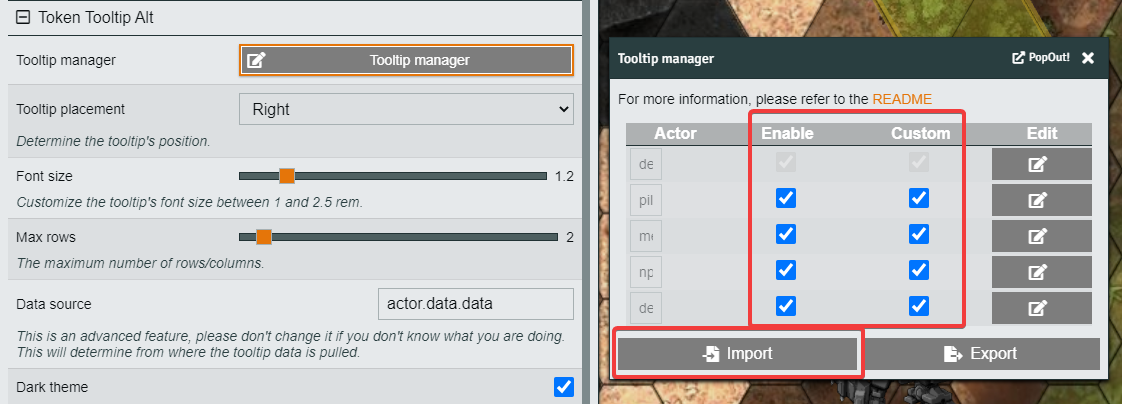 Token Tooltip Alt
Tooltip manager
Tooltip manager
Tooltip placement
Right
Determine the tooltip's position.
Font size
1.2
Customize the tooltip's font size between 1 and 2.5 rem.
Max rows
2
The maximum number of rows/columns.
Data source
actor.data.data
This is an advanced feature, please don't change it if you don't know what you are doing.
This will determine from where the tooltip data is pulled.
Dark theme
Tooltip manager
PopOut!
For more information, please refer to the README
Actor Enable Custom Edit
de
pil
me
np
de
Import
Export